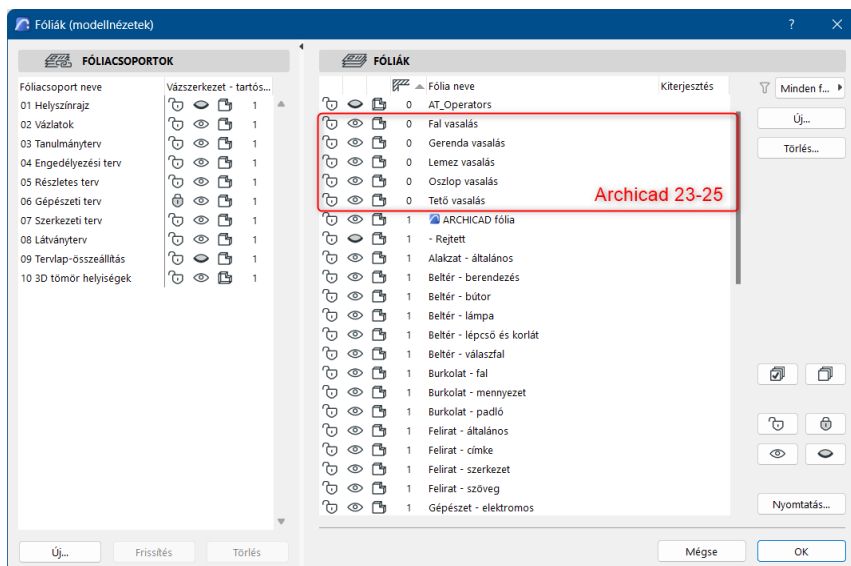 Fóliák (modellnézetek)
? ×
FÓLIACSOPORTOK
Fóliacsoport neve Vázszerkezet - tartós...
01 Helyszínrajz 1
02 Vázlatok 1
03 Tanulmányterv 1
04 Engedélyezési terv 1
05 Részletes terv 1
06 Gépészeti terv 1
07 Szerkezeti terv 1
08 Látványterv 1
09 Tervlap-összeállítás 1
10 3D tömör helyiségek 1
Új...
Frissítés
Törlés
FÓLIÁK
Fólia neve Kiterjesztés
0 AT_Operators
0 Fal vasalás
0 Gerenda vasalás
0 Lemez vasalás
0 Oszlop vasalás
0 Tető vasalás
Archicad 23-25
1 ARCHICAD fólia
1 - Rejtett
1 Alakzat - általános
1 Beltér - berendezés
1 Beltér - bútor
1 Beltér - lámpa
1 Beltér - lépcső és korlát
1 Beltér - válaszfal
1 Burkolat - fal
1 Burkolat - mennyezet
1 Burkolat - padló
1 Felirat - általános
1 Felirat - címke
1 Felirat - szerkezet
1 Felirat - szöveg
1 Gépészet - elektromos
Minden f...
Új...
Törlés...
Nyomtatás...
Mégse
OK